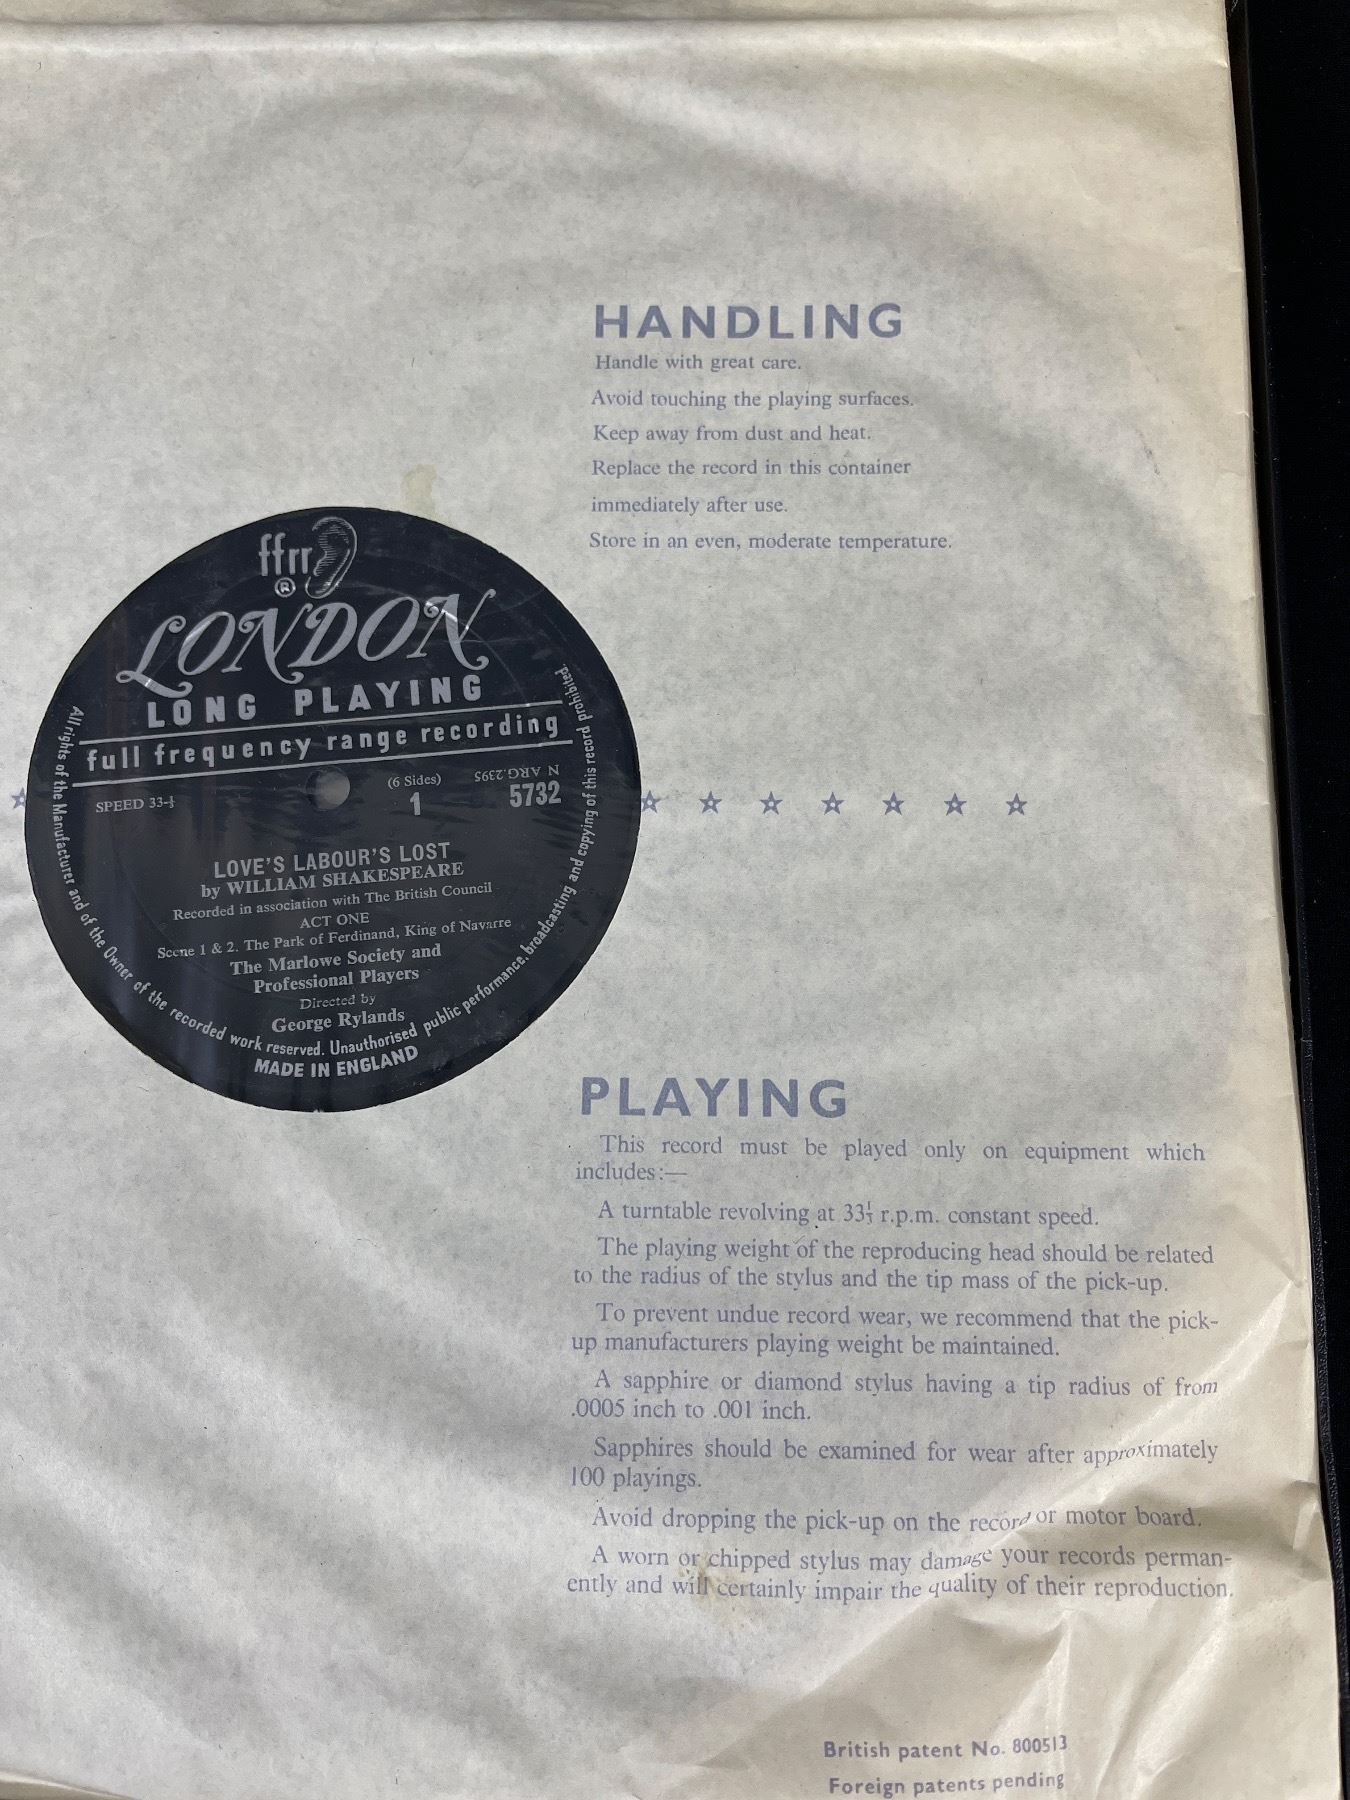 HANDLING
Handle with great care.
Avoid touching the playing surfaces.
Keep away from dust and heat.
Replace the record in this container
immediately after use.
Store in an even, moderate temperature.
ffrr
®
LONDON
LONG PLAYING
full frequency range recording
SPEED 33-⅓
(6 Sides)
1
N ARG.2395
5732
LOVE'S LABOUR'S LOST
by WILLIAM SHAKESPEARE
Recorded in association with The British Council
ACT ONE
Scene 1 & 2. The Park of Ferdinand, King of Navarre
The Marlowe Society and
Professional Players
Directed by
George Rylands
All rights of the Manufacturer and of the Owner of the recorded work reserved. Unauthorised public performance, broadcasting and copying of this record prohibited.
MADE IN ENGLAND
PLAYING
This record must be played only on equipment which
includes:—
A turntable revolving at 33⅓ r.p.m. constant speed.
The playing weight of the reproducing head should be related
to the radius of the stylus and the tip mass of the pick-up.
To prevent undue record wear, we recommend that the pick-
up manufacturers playing weight be maintained.
A sapphire or diamond stylus having a tip radius of from
.0005 inch to .001 inch.
Sapphires should be examined for wear after approximately
100 playings.
Avoid dropping the pick-up on the record or motor board.
A worn or chipped stylus may damage your records perman-
ently and will certainly impair the quality of their reproduction.
British patent No. 800513
Foreign patents pending